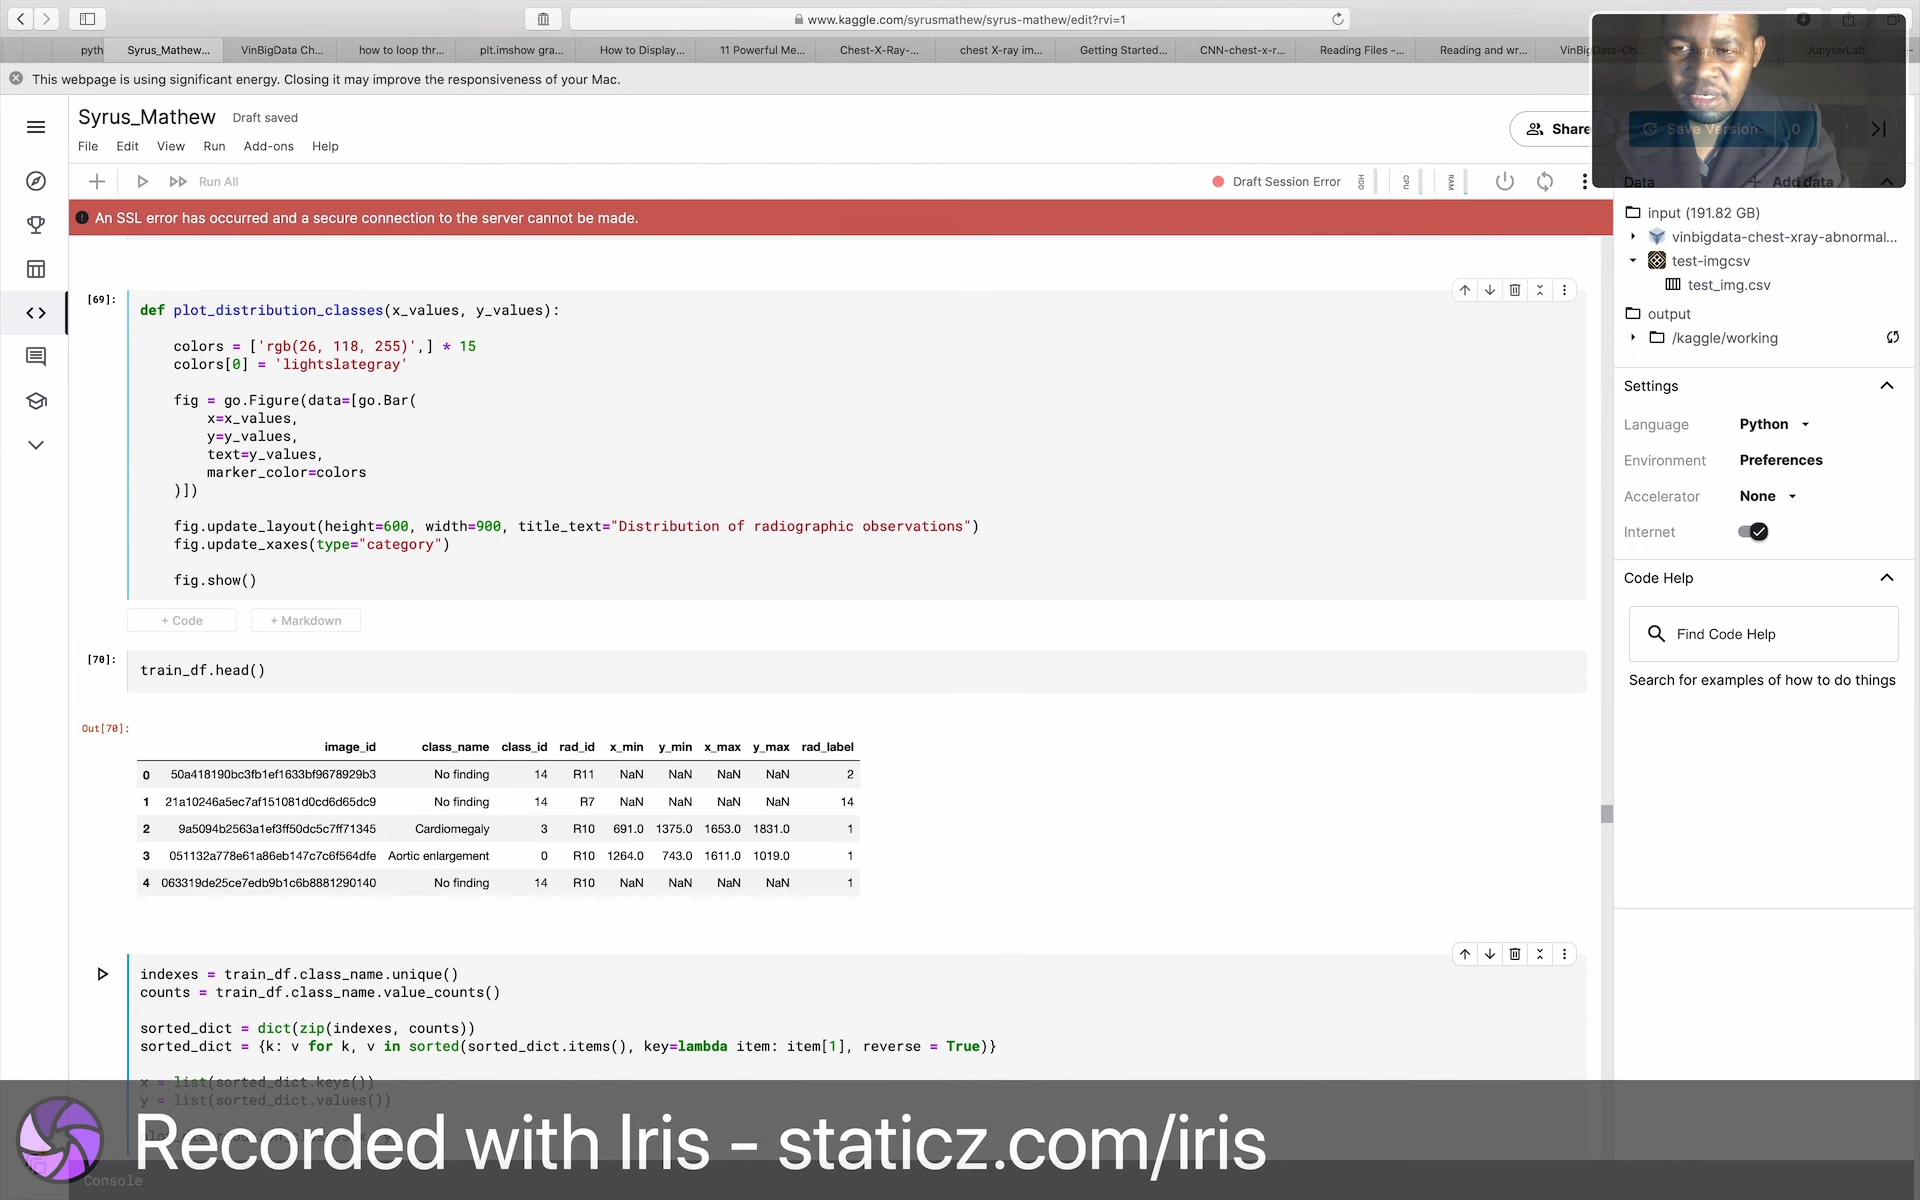 www.kaggle.com/syrusmathew/syrus-mathew/edit?rvi=1
pyth
Syrus_Mathew...
VinBigData Ch...
how to loop thr...
plt.imshow gra...
How to Display...
11 Powerful Me...
Chest-X-Ray-...
chest X-ray im...
Getting Started...
CNN-chest-x-r...
Reading Files -...
Reading and wr...
VinBigData-Ch...
JupyterLab
This webpage is using significant energy. Closing it may improve the responsiveness of your Mac.
Syrus_Mathew Draft saved
Share
Save Version 0
File Edit View Run Add-ons Help
Run All
Draft Session Error HDD CPU RAM
Data
Add data
An SSL error has occurred and a secure connection to the server cannot be made.
input (191.82 GB)
vinbigdata-chest-xray-abnormal...
test-imgcsv
test_img.csv
output
/kaggle/working
Settings
Language Python
Environment Preferences
Accelerator None
Internet
Code Help
Find Code Help
Search for examples of how to do things
[69]:
def plot_distribution_classes(x_values, y_values):
colors = ['rgb(26, 118, 255)',] * 15
colors[0] = 'lightslategray'
fig = go.Figure(data=[go.Bar(
x=x_values,
y=y_values,
text=y_values,
marker_color=colors
)])
fig.update_layout(height=600, width=900, title_text="Distribution of radiographic observations")
fig.update_xaxes(type="category")
fig.show()
+ Code + Markdown
[70]:
train_df.head()
Out[70]:
image_id class_name class_id rad_id x_min y_min x_max y_max rad_label
0 50a418190bc3fb1ef1633bf9678929b3 No finding 14 R11 NaN NaN NaN NaN 2
1 21a10246a5ec7af151081d0cd6d65dc9 No finding 14 R7 NaN NaN NaN NaN 14
2 9a5094b2563a1ef3ff50dc5c7ff71345 Cardiomegaly 3 R10 691.0 1375.0 1653.0 1831.0 1
3 051132a778e61a86eb147c7c6f564dfe Aortic enlargement 0 R10 1264.0 743.0 1611.0 1019.0 1
4 063319de25ce7edb9b1c6b8881290140 No finding 14 R10 NaN NaN NaN NaN 1
indexes = train_df.class_name.unique()
counts = train_df.class_name.value_counts()
sorted_dict = dict(zip(indexes, counts))
sorted_dict = {k: v for k, v in sorted(sorted_dict.items(), key=lambda item: item[1], reverse = True)}
x = list(sorted_dict.keys())
y = list(sorted_dict.values())
Recorded with Iris - staticz.com/iris
Console